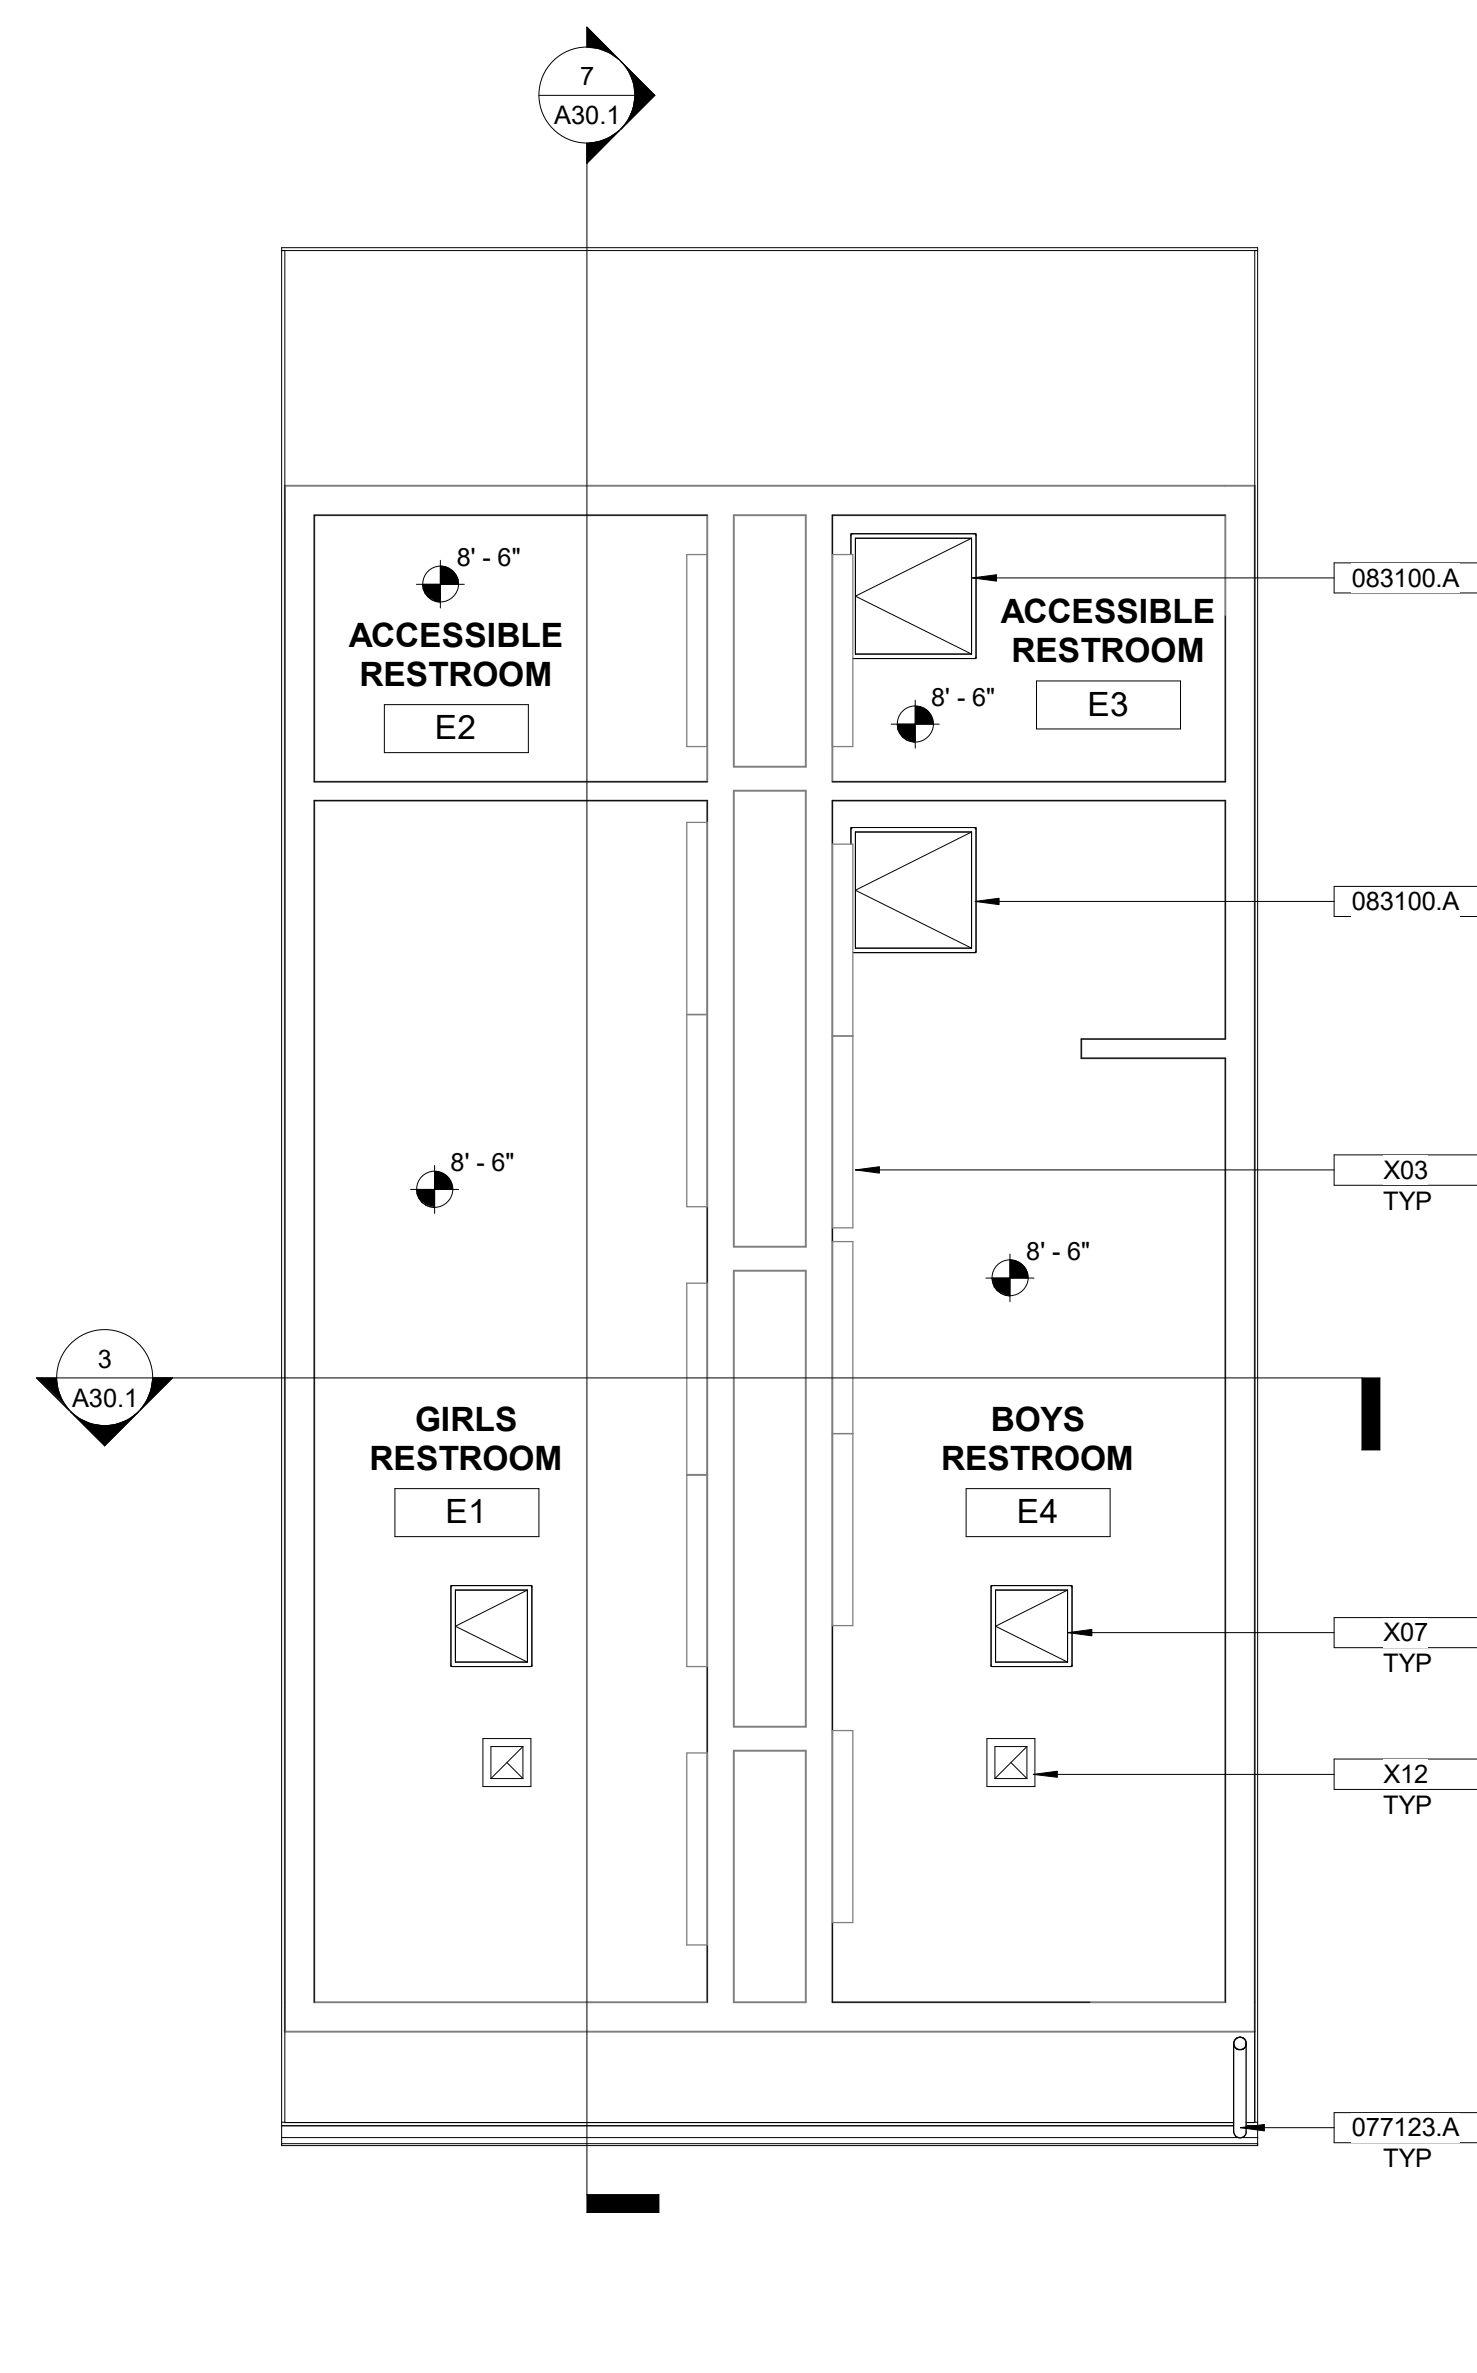 7
A30.1
8' - 6"
ACCESSIBLE
RESTROOM
E2
ACCESSIBLE
RESTROOM
E3
8' - 6"
083100.A
083100.A
8' - 6"
X03
TYP
8' - 6"
3
A30.1
GIRLS
RESTROOM
E1
BOYS
RESTROOM
E4
X07
TYP
X12
TYP
077123.A
TYP